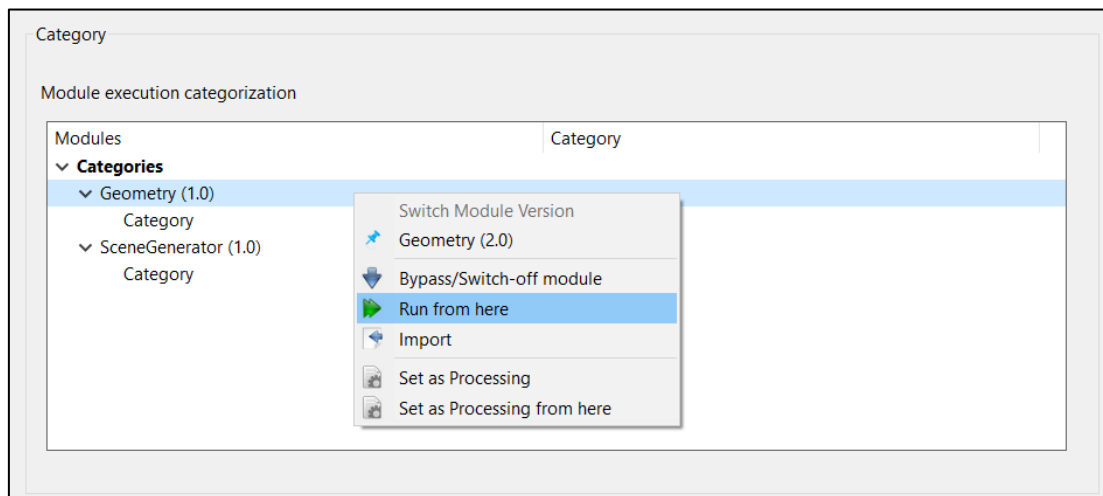 Category
Module execution categorization
Modules Category
Categories
Geometry (1.0)
Category
SceneGenerator (1.0)
Category
Switch Module Version
Geometry (2.0)
Bypass/Switch-off module
Run from here
Import
Set as Processing
Set as Processing from here